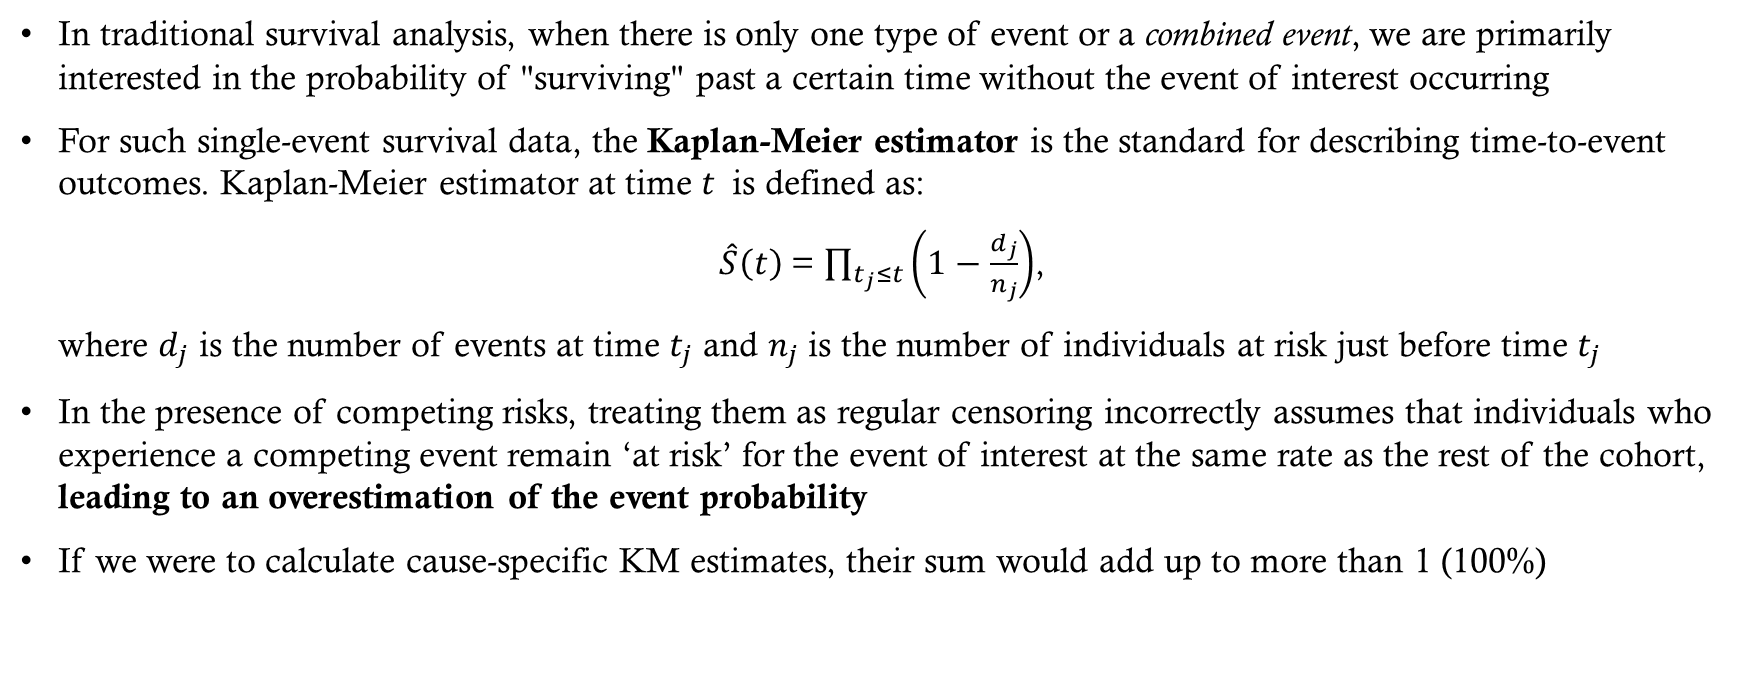 • In traditional survival analysis, when there is only one type of event or a combined event, we are primarily
interested in the probability of "surviving" past a certain time without the event of interest occurring
• For such single-event survival data, the Kaplan-Meier estimator is the standard for describing time-to-event
outcomes. Kaplan-Meier estimator at time t is defined as:
Ŝ(t) = ∏_{t_j≤t} (1 − d_j/n_j),
where d_j is the number of events at time t_j and n_j is the number of individuals at risk just before time t_j
• In the presence of competing risks, treating them as regular censoring incorrectly assumes that individuals who
experience a competing event remain ‘at risk’ for the event of interest at the same rate as the rest of the cohort,
leading to an overestimation of the event probability
• If we were to calculate cause-specific KM estimates, their sum would add up to more than 1 (100%)